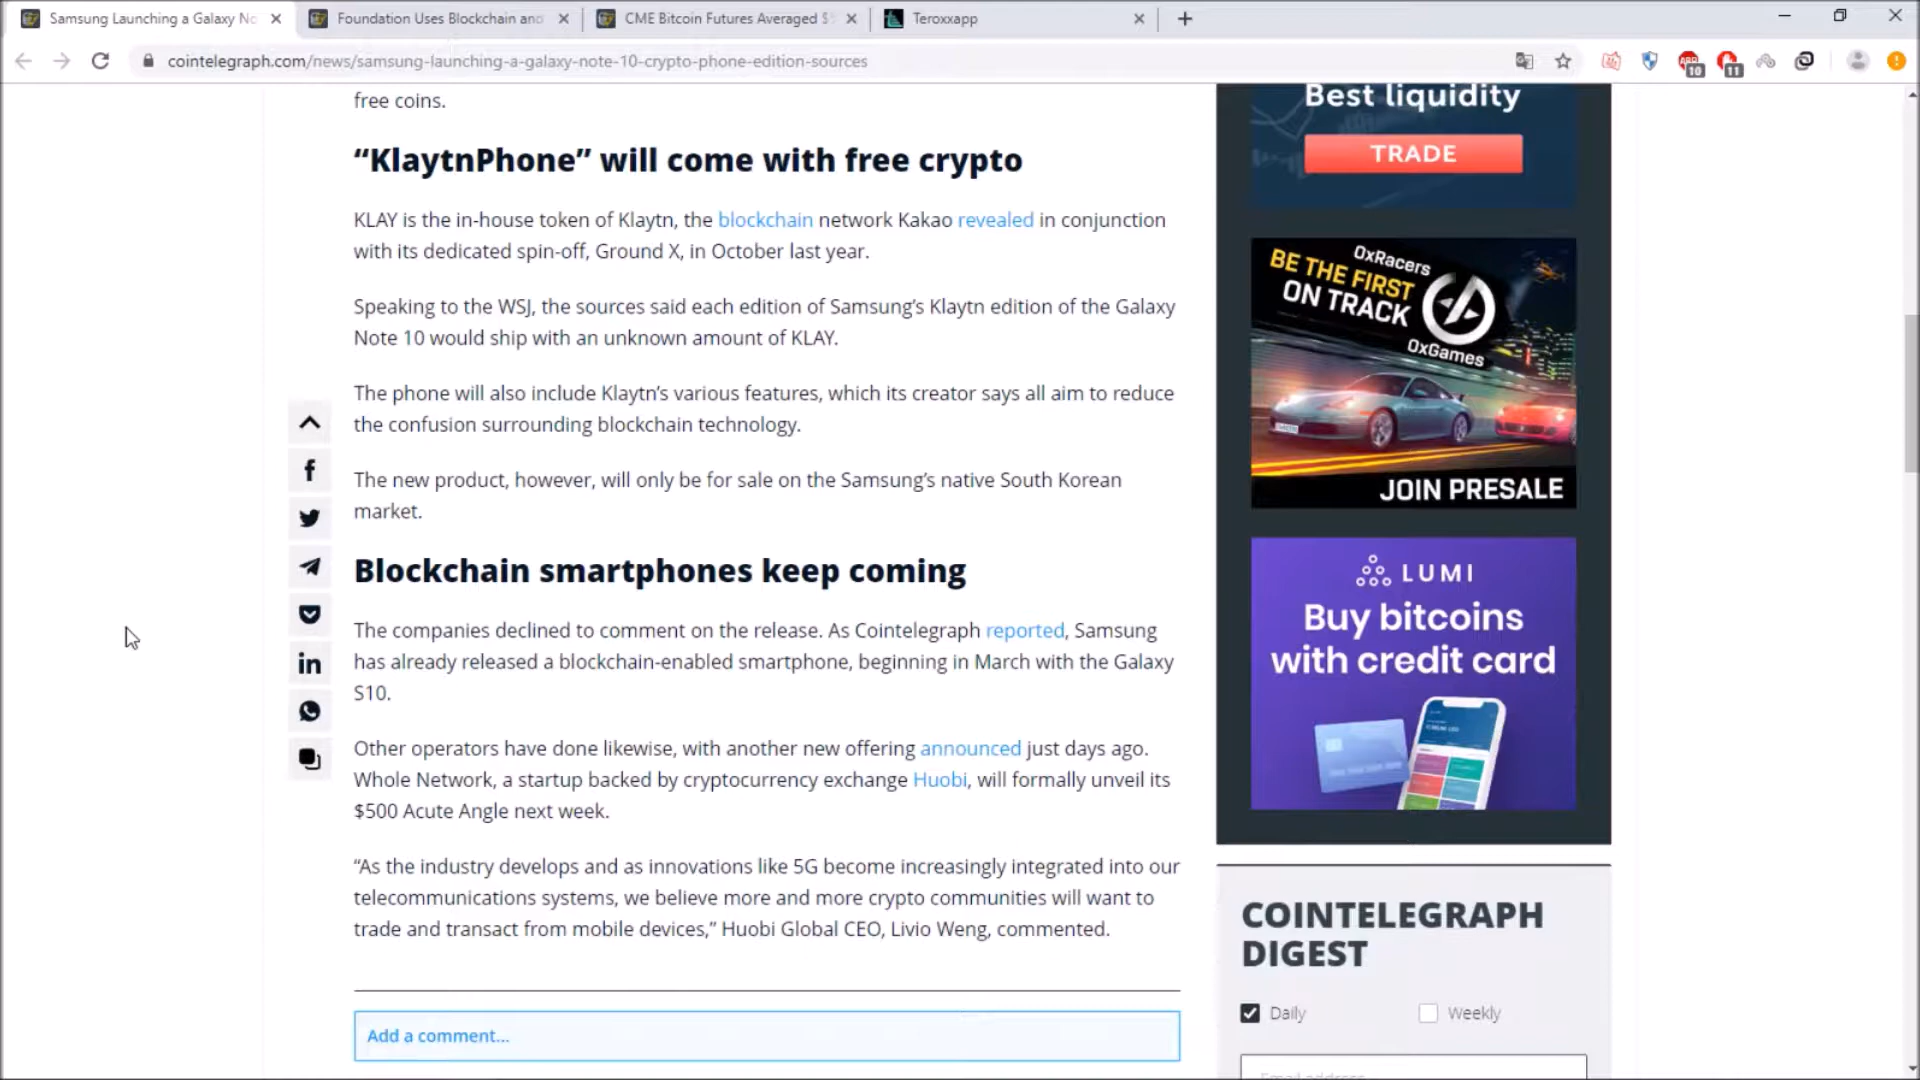 Samsung Launching a Galaxy No
Foundation Uses Blockchain and
CME Bitcoin Futures Averaged $
Teroxxapp
cointelegraph.com/news/samsung-launching-a-galaxy-note-10-crypto-phone-edition-sources
10
11
free coins.
“KlaytnPhone” will come with free crypto
KLAY is the in-house token of Klaytn, the blockchain network Kakao revealed in conjunction
with its dedicated spin-off, Ground X, in October last year.
Speaking to the WSJ, the sources said each edition of Samsung’s Klaytn edition of the Galaxy
Note 10 would ship with an unknown amount of KLAY.
The phone will also include Klaytn’s various features, which its creator says all aim to reduce
the confusion surrounding blockchain technology.
The new product, however, will only be for sale on the Samsung’s native South Korean
market.
Blockchain smartphones keep coming
The companies declined to comment on the release. As Cointelegraph reported, Samsung
has already released a blockchain-enabled smartphone, beginning in March with the Galaxy
S10.
Other operators have done likewise, with another new offering announced just days ago.
Whole Network, a startup backed by cryptocurrency exchange Huobi, will formally unveil its
$500 Acute Angle next week.
“As the industry develops and as innovations like 5G become increasingly integrated into our
telecommunications systems, we believe more and more crypto communities will want to
trade and transact from mobile devices,” Huobi Global CEO, Livio Weng, commented.
Add a comment...
Best liquidity
TRADE
0xRacers
BE THE FIRST
ON TRACK
0xGames
JOIN PRESALE
LUMI
Buy bitcoins
with credit card
COINTELEGRAPH
DIGEST
Daily
Weekly
Email address